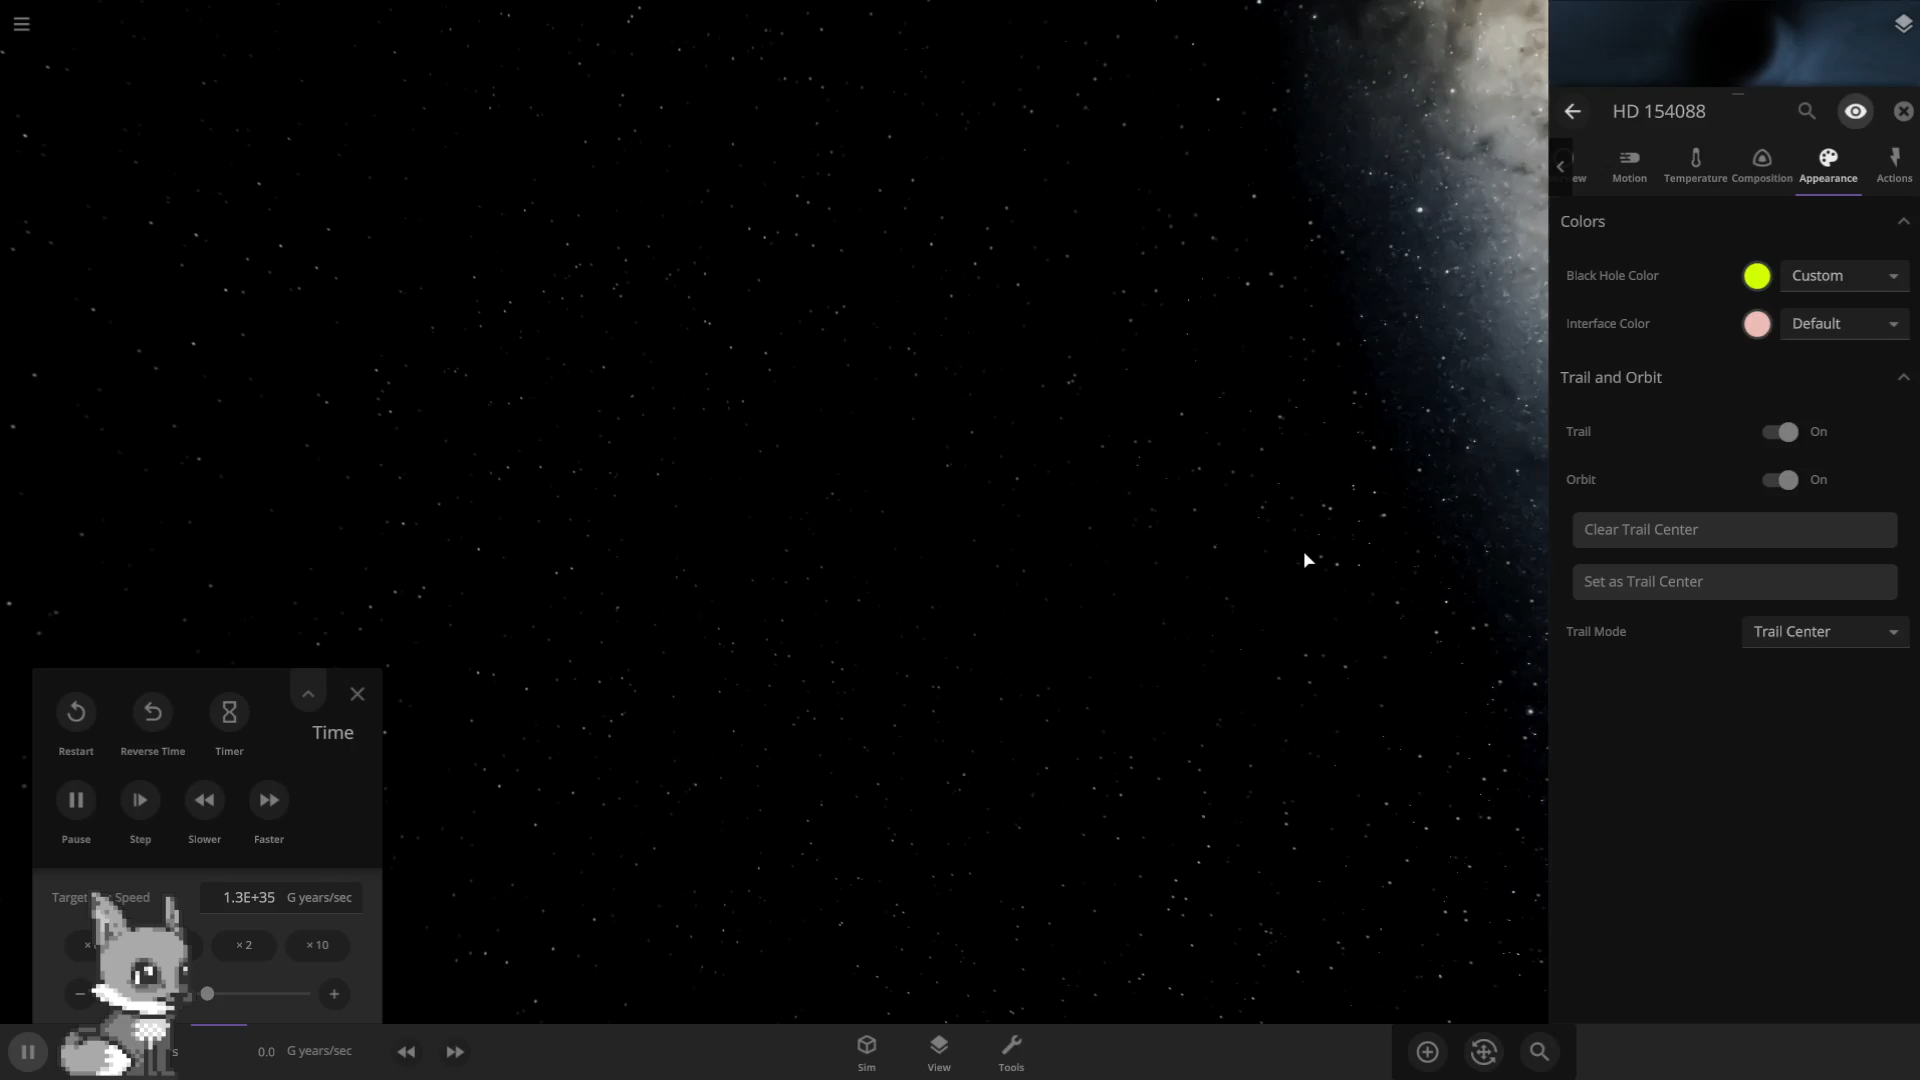 HD 154088
ew
Motion
Temperature
Composition
Appearance
Actions
Colors
Black Hole Color
Custom
Interface Color
Default
Trail and Orbit
Trail
On
Orbit
On
Clear Trail Center
Set as Trail Center
Trail Mode
Trail Center
Time
Restart
Reverse Time
Timer
Pause
Step
Slower
Faster
Target Speed
1.3E+35 G years/sec
×
×2
×10
s
0.0 G years/sec
Sim
View
Tools